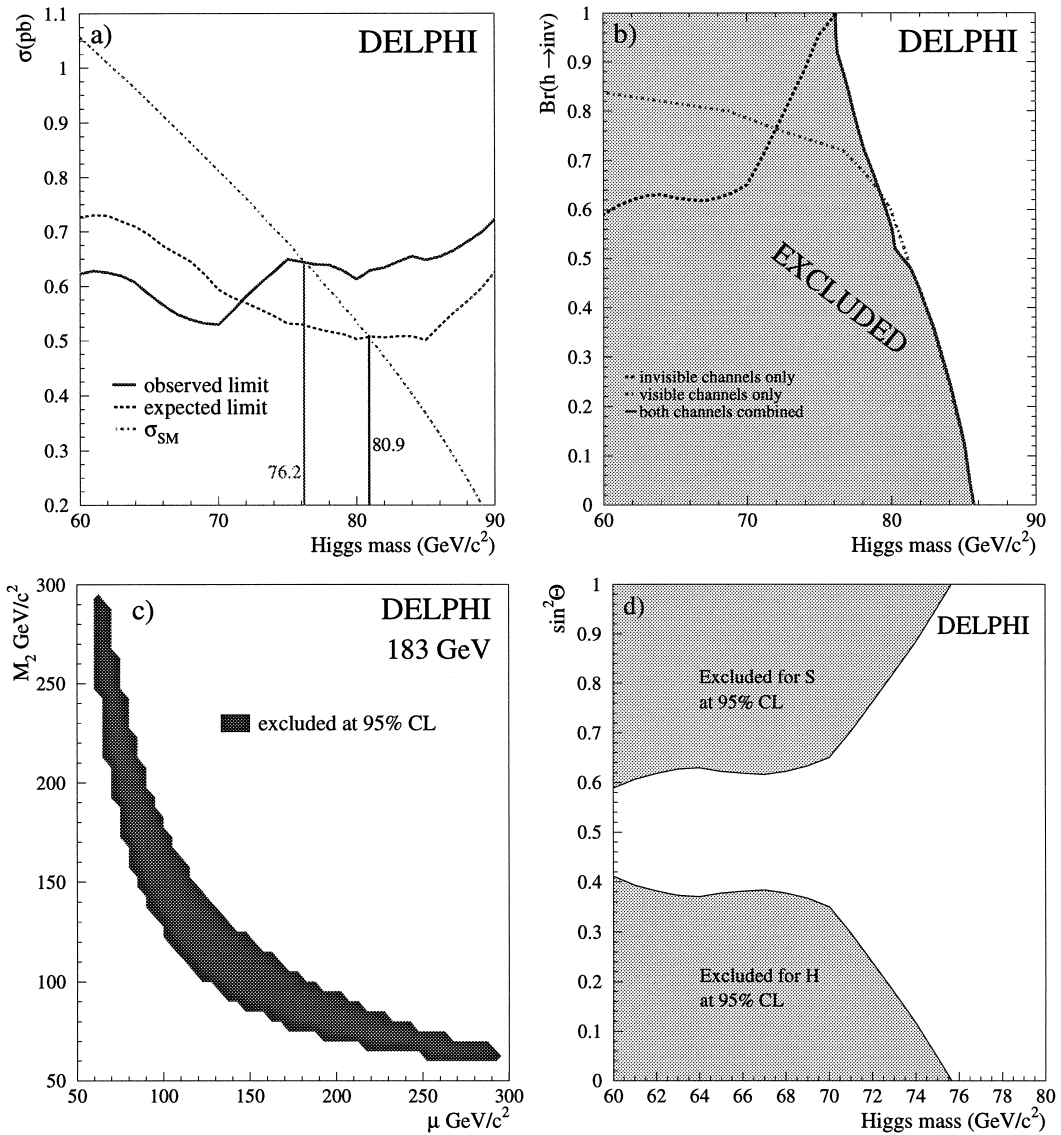 a)
DELPHI
σ(pb)
1.1
1
0.9
0.8
0.7
0.6
0.5
0.4
0.3
0.2
observed limit
expected limit
σSM
76.2
80.9
60
70
80
90
Higgs mass (GeV/c²)
b)
DELPHI
Br(h →inv)
1
0.9
0.8
0.7
0.6
0.5
0.4
0.3
0.2
0.1
0
EXCLUDED
invisible channels only
visible channels only
both channels combined
60
70
80
90
Higgs mass (GeV/c²)
c)
DELPHI
183 GeV
M₂ GeV/c²
300
250
200
150
100
50
excluded at 95% CL
50
100
150
200
250
300
μ GeV/c²
d)
DELPHI
sin²Θ
1
0.9
0.8
0.7
0.6
0.5
0.4
0.3
0.2
0.1
0
Excluded for S
at 95% CL
Excluded for H
at 95% CL
60
62
64
66
68
70
72
74
76
78
80
Higgs mass (GeV/c²)